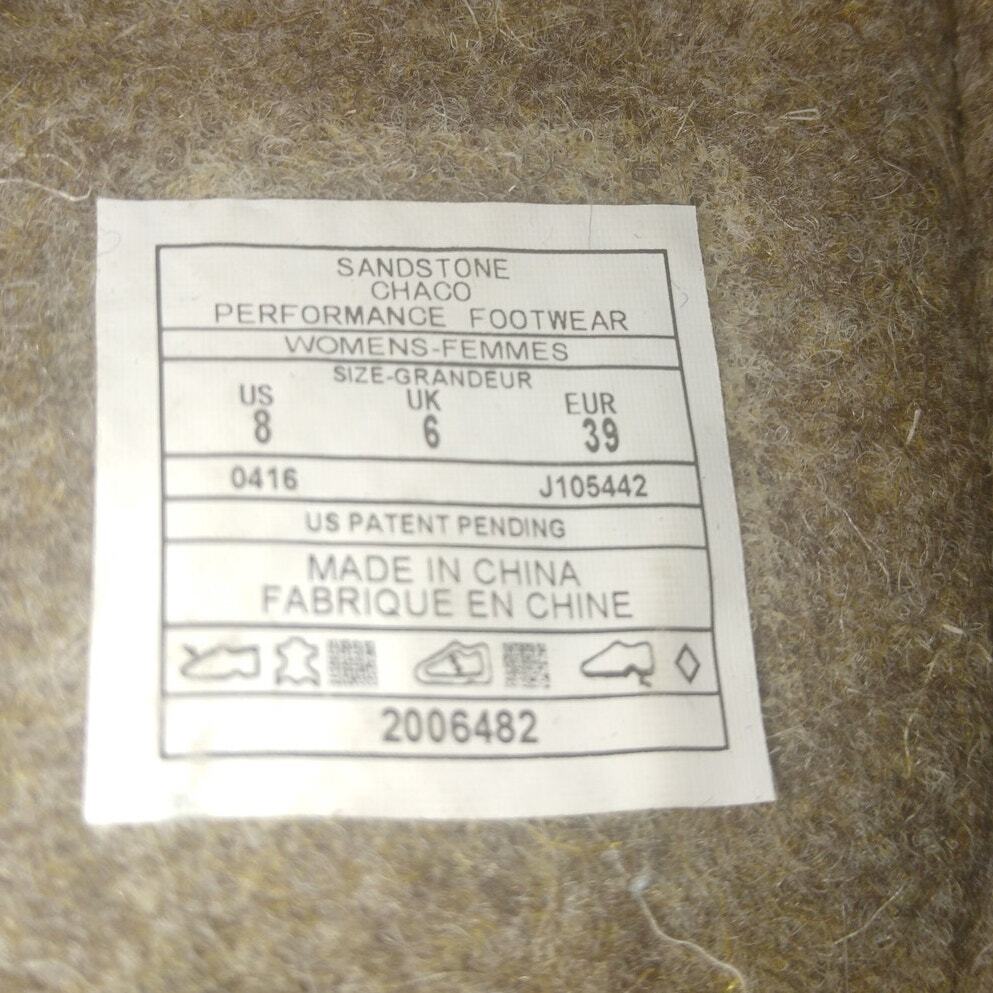 SANDSTONE
CHACO
PERFORMANCE FOOTWEAR
WOMENS-FEMMES
SIZE-GRANDEUR
US UK EUR
8 6 39
0416 J105442
US PATENT PENDING
MADE IN CHINA
FABRIQUE EN CHINE
2006482